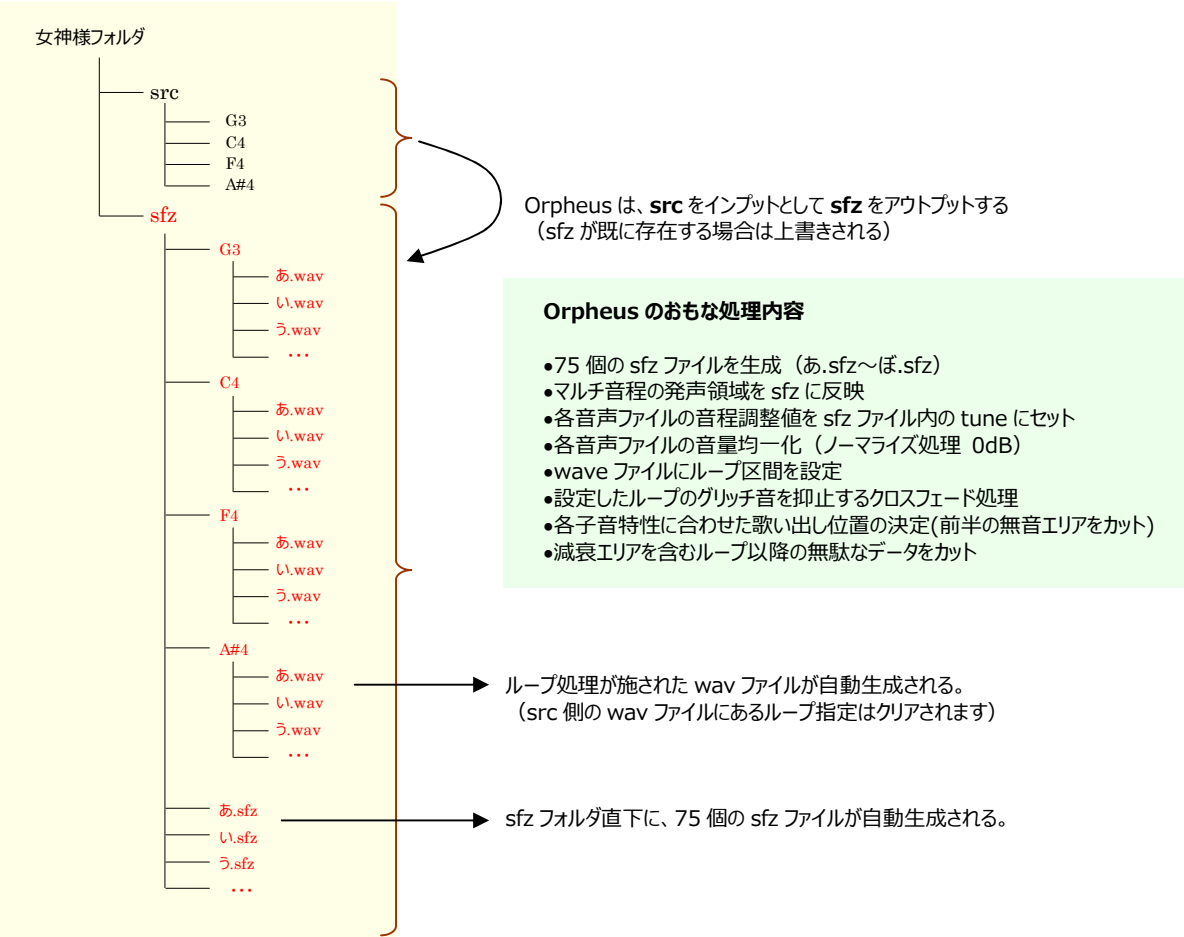 女神様フォルダ
src
G3
C4
F4
A#4
sfz
G3
あ.wav
い.wav
う.wav
・・・
C4
あ.wav
い.wav
う.wav
・・・
F4
あ.wav
い.wav
う.wav
・・・
A#4
あ.wav
い.wav
う.wav
・・・
あ.sfz
い.sfz
う.sfz
・・・
Orpheus は、src をインプットとして sfz をアウトプットする
（sfz が既に存在する場合は上書きされる）
Orpheus のおもな処理内容
●75 個の sfz ファイルを生成（あ.sfz～ぼ.sfz）
●マルチ音程の発声領域を sfz に反映
●各音声ファイルの音程調整値を sfz ファイル内の tune にセット
●各音声ファイルの音量均一化（ノーマライズ処理 0dB）
●wave ファイルにループ区間を設定
●設定したループのグリッチ音を抑止するクロスフェード処理
●各子音特性に合わせた歌い出し位置の決定(前半の無音エリアをカット)
●減衰エリアを含むループ以降の無駄なデータをカット
ループ処理が施された wav ファイルが自動生成される。
（src 側の wav ファイルにあるループ指定はクリアされます）
sfz フォルダ直下に、75 個の sfz ファイルが自動生成される。